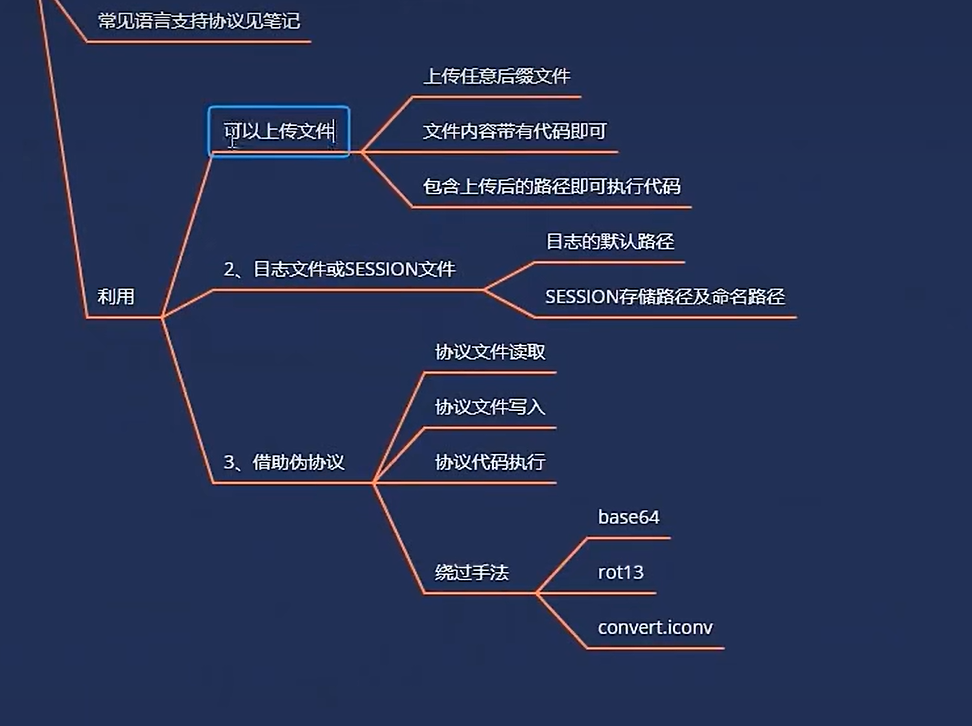 常见语言支持协议见笔记
上传任意后缀文件
可以上传文件
文件内容带有代码即可
包含上传后的路径即可执行代码
目志的默认路径
2、目志文件或SESSION文件
利用
SESSION存储路径及命名路径
协议文件读取
协议文件写入
3、借助伪协议
协议代码执行
base64
绕过手法
rot13
convert.iconv